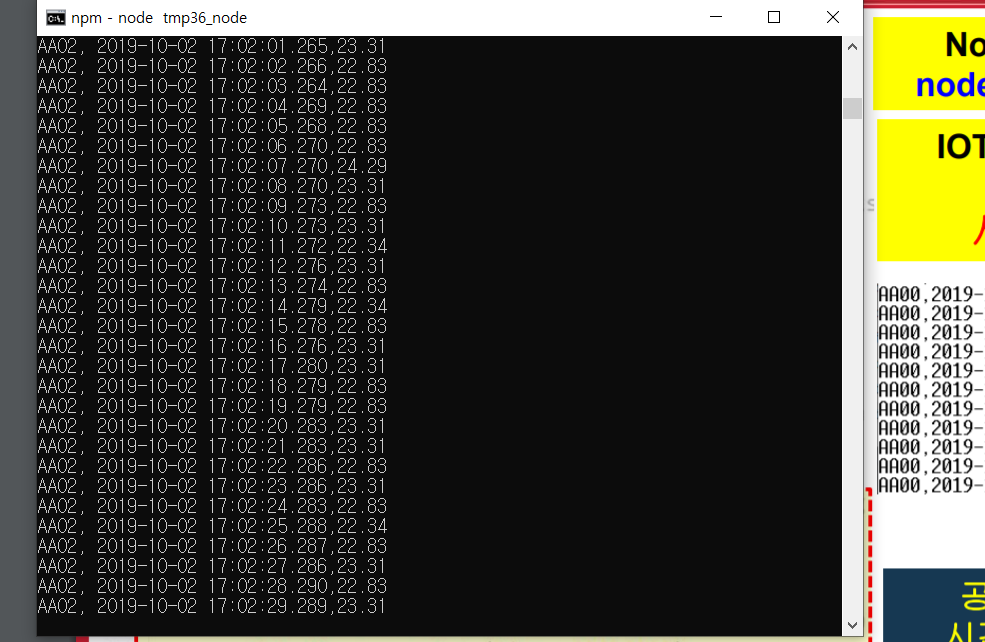 npm - node  tmp36_node
AA02, 2019-10-02 17:02:01.265,23.31
AA02, 2019-10-02 17:02:02.266,22.83
AA02, 2019-10-02 17:02:03.264,22.83
AA02, 2019-10-02 17:02:04.269,22.83
AA02, 2019-10-02 17:02:05.268,22.83
AA02, 2019-10-02 17:02:06.270,22.83
AA02, 2019-10-02 17:02:07.270,24.29
AA02, 2019-10-02 17:02:08.270,23.31
AA02, 2019-10-02 17:02:09.273,22.83
AA02, 2019-10-02 17:02:10.273,23.31
AA02, 2019-10-02 17:02:11.272,22.34
AA02, 2019-10-02 17:02:12.276,23.31
AA02, 2019-10-02 17:02:13.274,22.83
AA02, 2019-10-02 17:02:14.279,22.34
AA02, 2019-10-02 17:02:15.278,22.83
AA02, 2019-10-02 17:02:16.276,23.31
AA02, 2019-10-02 17:02:17.280,23.31
AA02, 2019-10-02 17:02:18.279,22.83
AA02, 2019-10-02 17:02:19.279,22.83
AA02, 2019-10-02 17:02:20.283,23.31
AA02, 2019-10-02 17:02:21.283,23.31
AA02, 2019-10-02 17:02:22.286,22.83
AA02, 2019-10-02 17:02:23.286,23.31
AA02, 2019-10-02 17:02:24.283,22.83
AA02, 2019-10-02 17:02:25.288,22.34
AA02, 2019-10-02 17:02:26.287,22.83
AA02, 2019-10-02 17:02:27.286,23.31
AA02, 2019-10-02 17:02:28.290,22.83
AA02, 2019-10-02 17:02:29.289,23.31
No
node
IOT
AA00,2019-
AA00,2019-
AA00,2019-
AA00,2019-
AA00,2019-
AA00,2019-
AA00,2019-
AA00,2019-
AA00,2019-
AA00,2019-
AA00,2019-
공